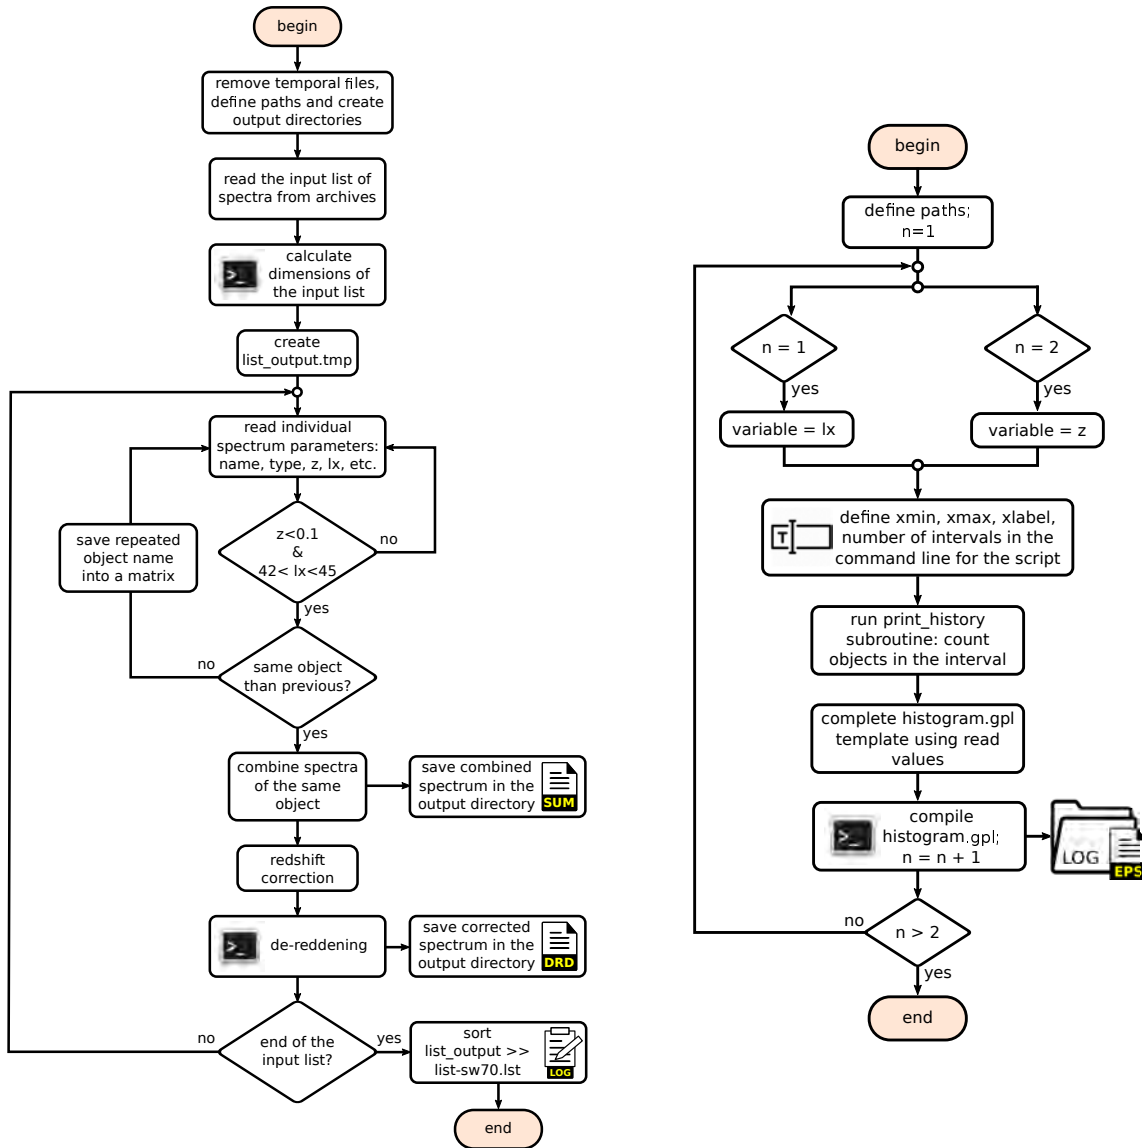 begin
remove temporal files,
define paths and create
output directories
read the input list of
spectra from archives
>_
calculate
dimensions of
the input list
create
list_output.tmp
read individual
spectrum parameters:
name, type, z, lx, etc.
z<0.1
&
42< lx<45
no
yes
save repeated
object name
into a matrix
same object
than previous?
no
yes
combine spectra
of the same
object
save combined
spectrum in the
output directory
SUM
redshift
correction
>_
de-reddening
save corrected
spectrum in the
output directory
DRD
end of the
input list?
no
yes
sort
list_output >>
list-sw70.lst
LOG
end
begin
define paths;
n=1
n = 1
n = 2
yes
yes
variable = lx
variable = z
T
define xmin, xmax, xlabel,
number of intervals in the
command line for the script
run print_history
subroutine: count
objects in the interval
complete histogram.gpl
template using read
values
>_
compile
histogram.gpl;
n = n + 1
LOG
EPS
n > 2
no
yes
end